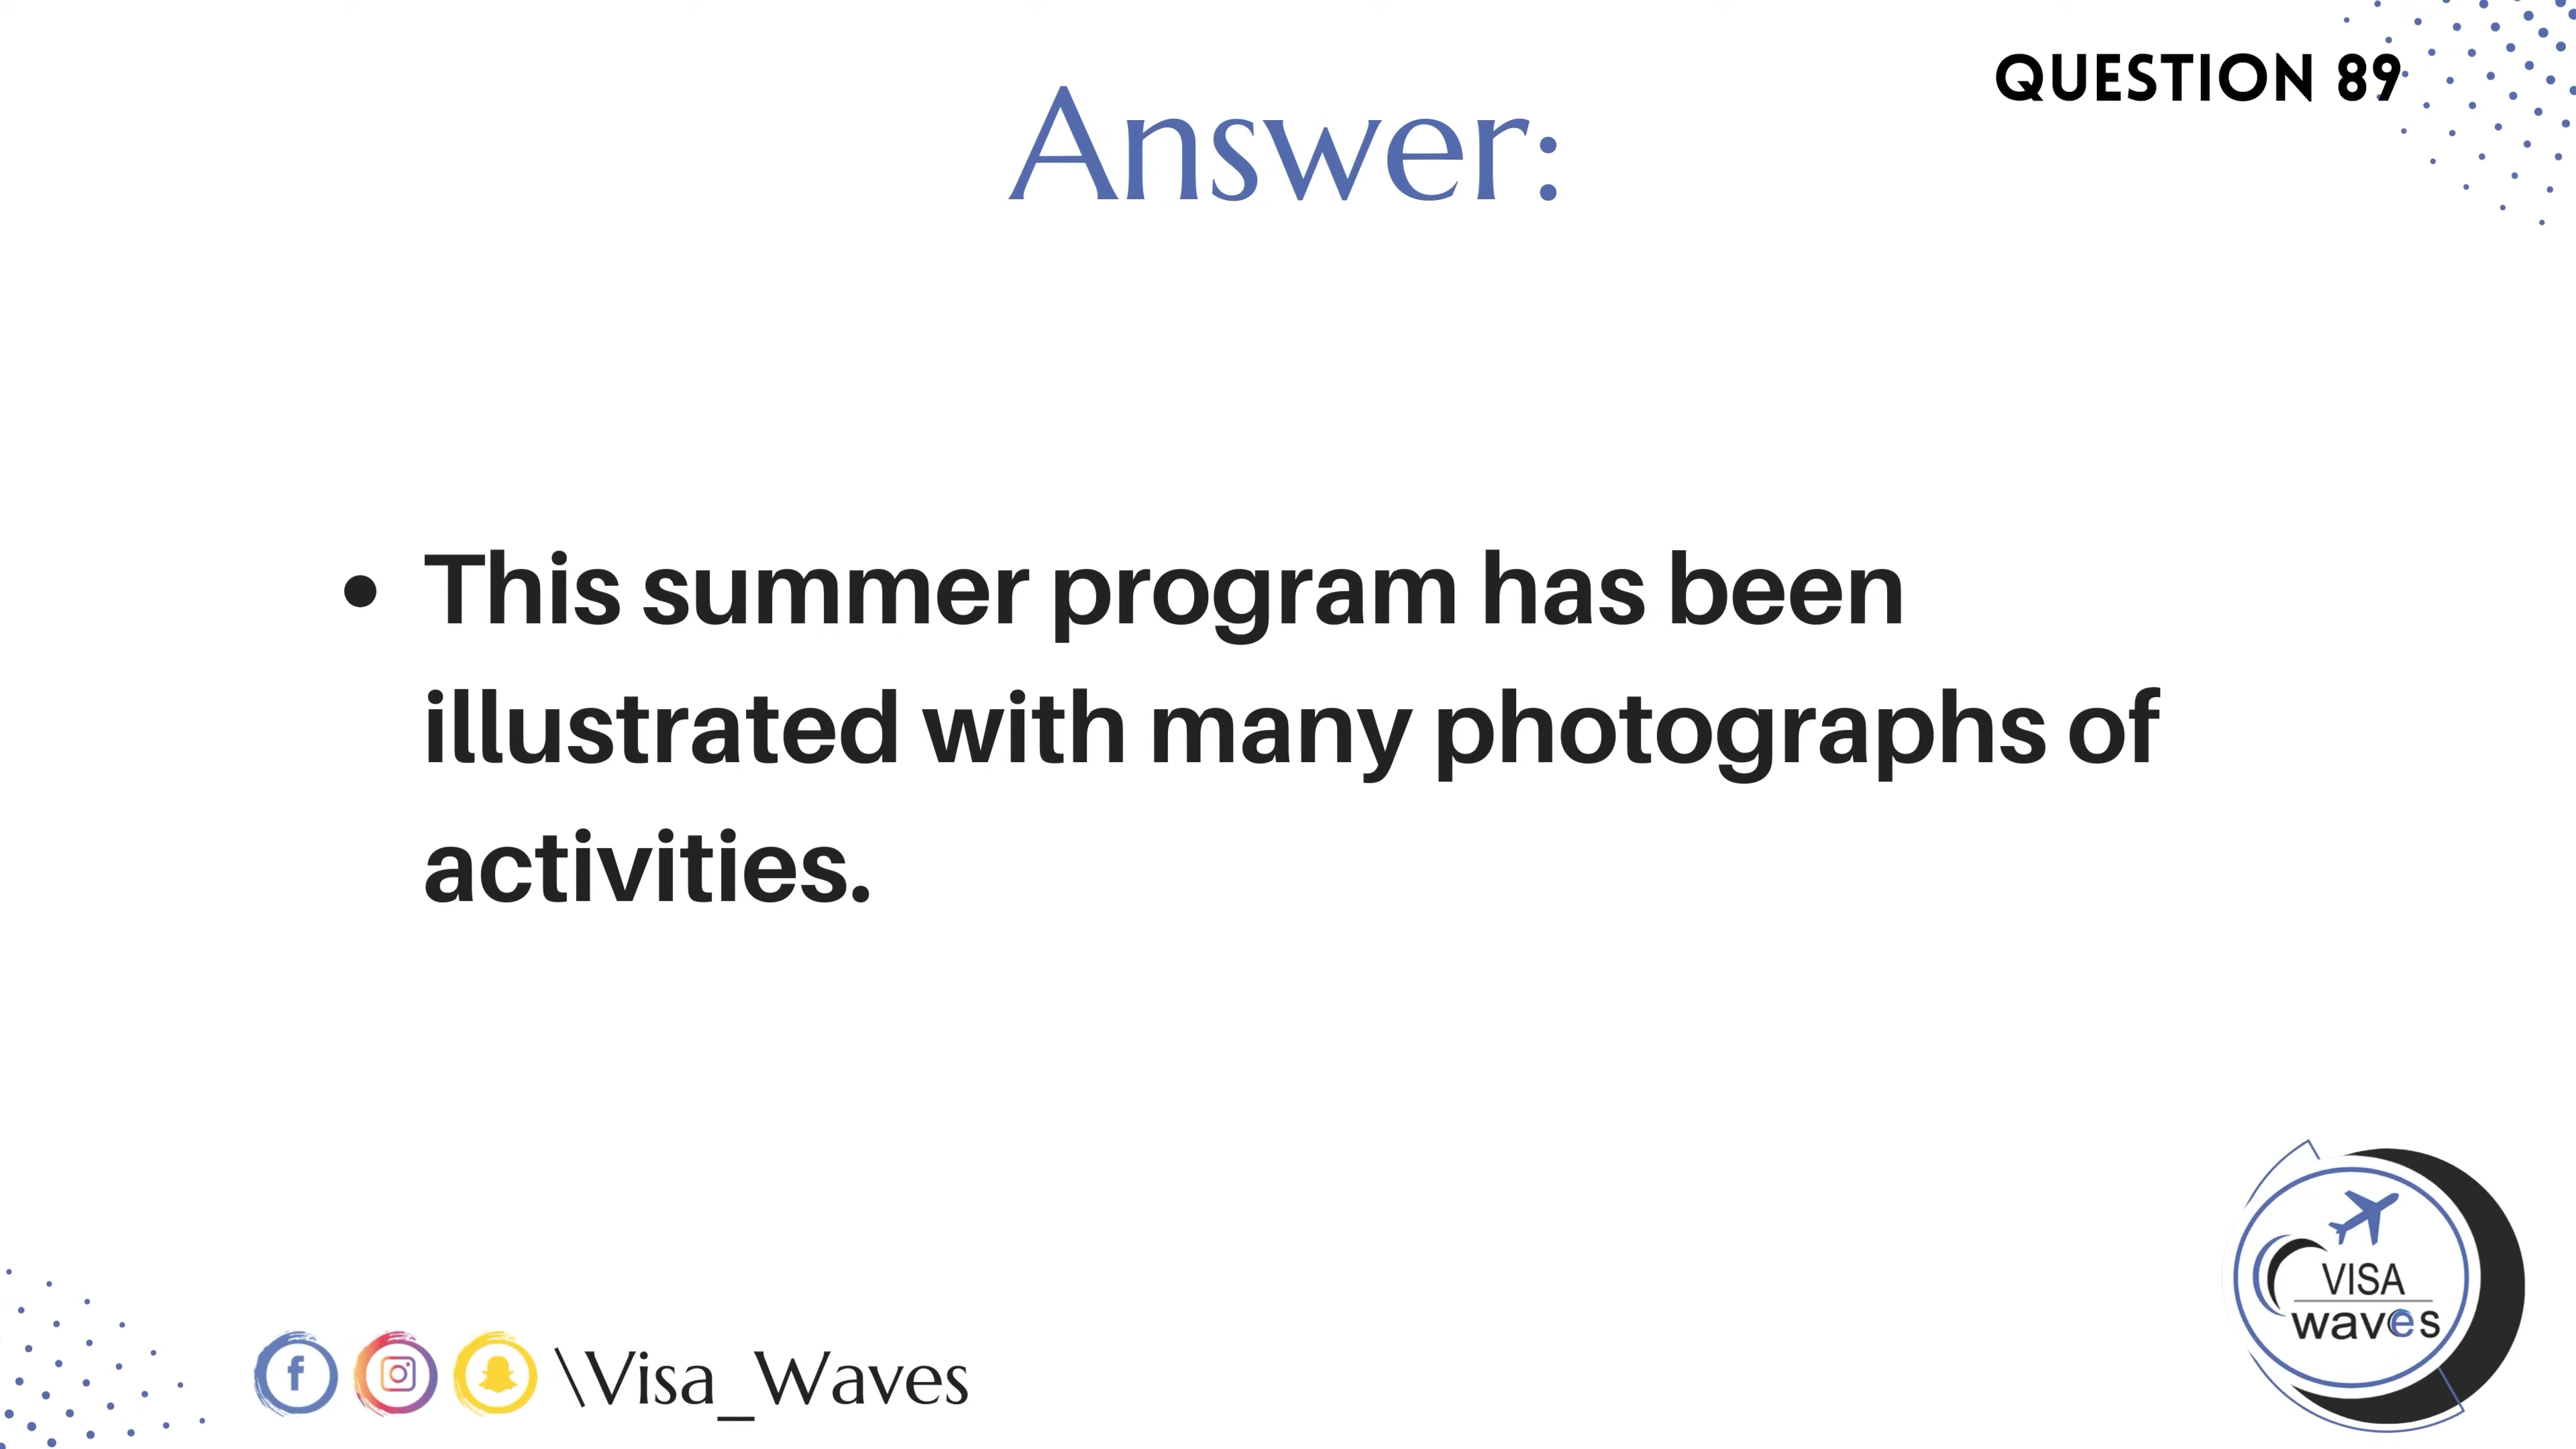 QUESTION 89
Answer:
• This summer program has been
illustrated with many photographs of
activities.
VISA
waves
\Visa_Waves